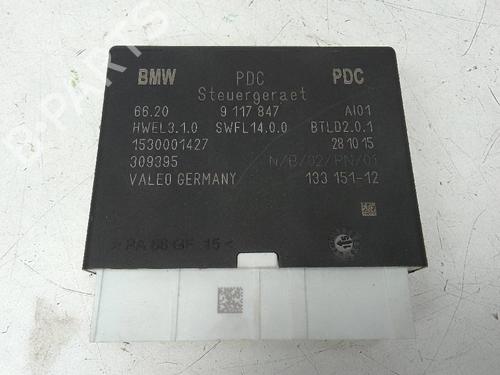 BMW PDC PDC
Steuergeraet
66.20 9 117 847 AI01
HWEL3.1.0 SWFL14.0.0 BTLD2.0.1
1530001427 28 10 15
309395 N/B/02/PN/01
VALEO GERMANY 133 151-12
> PA 66 GF 15 <
B-PARTS